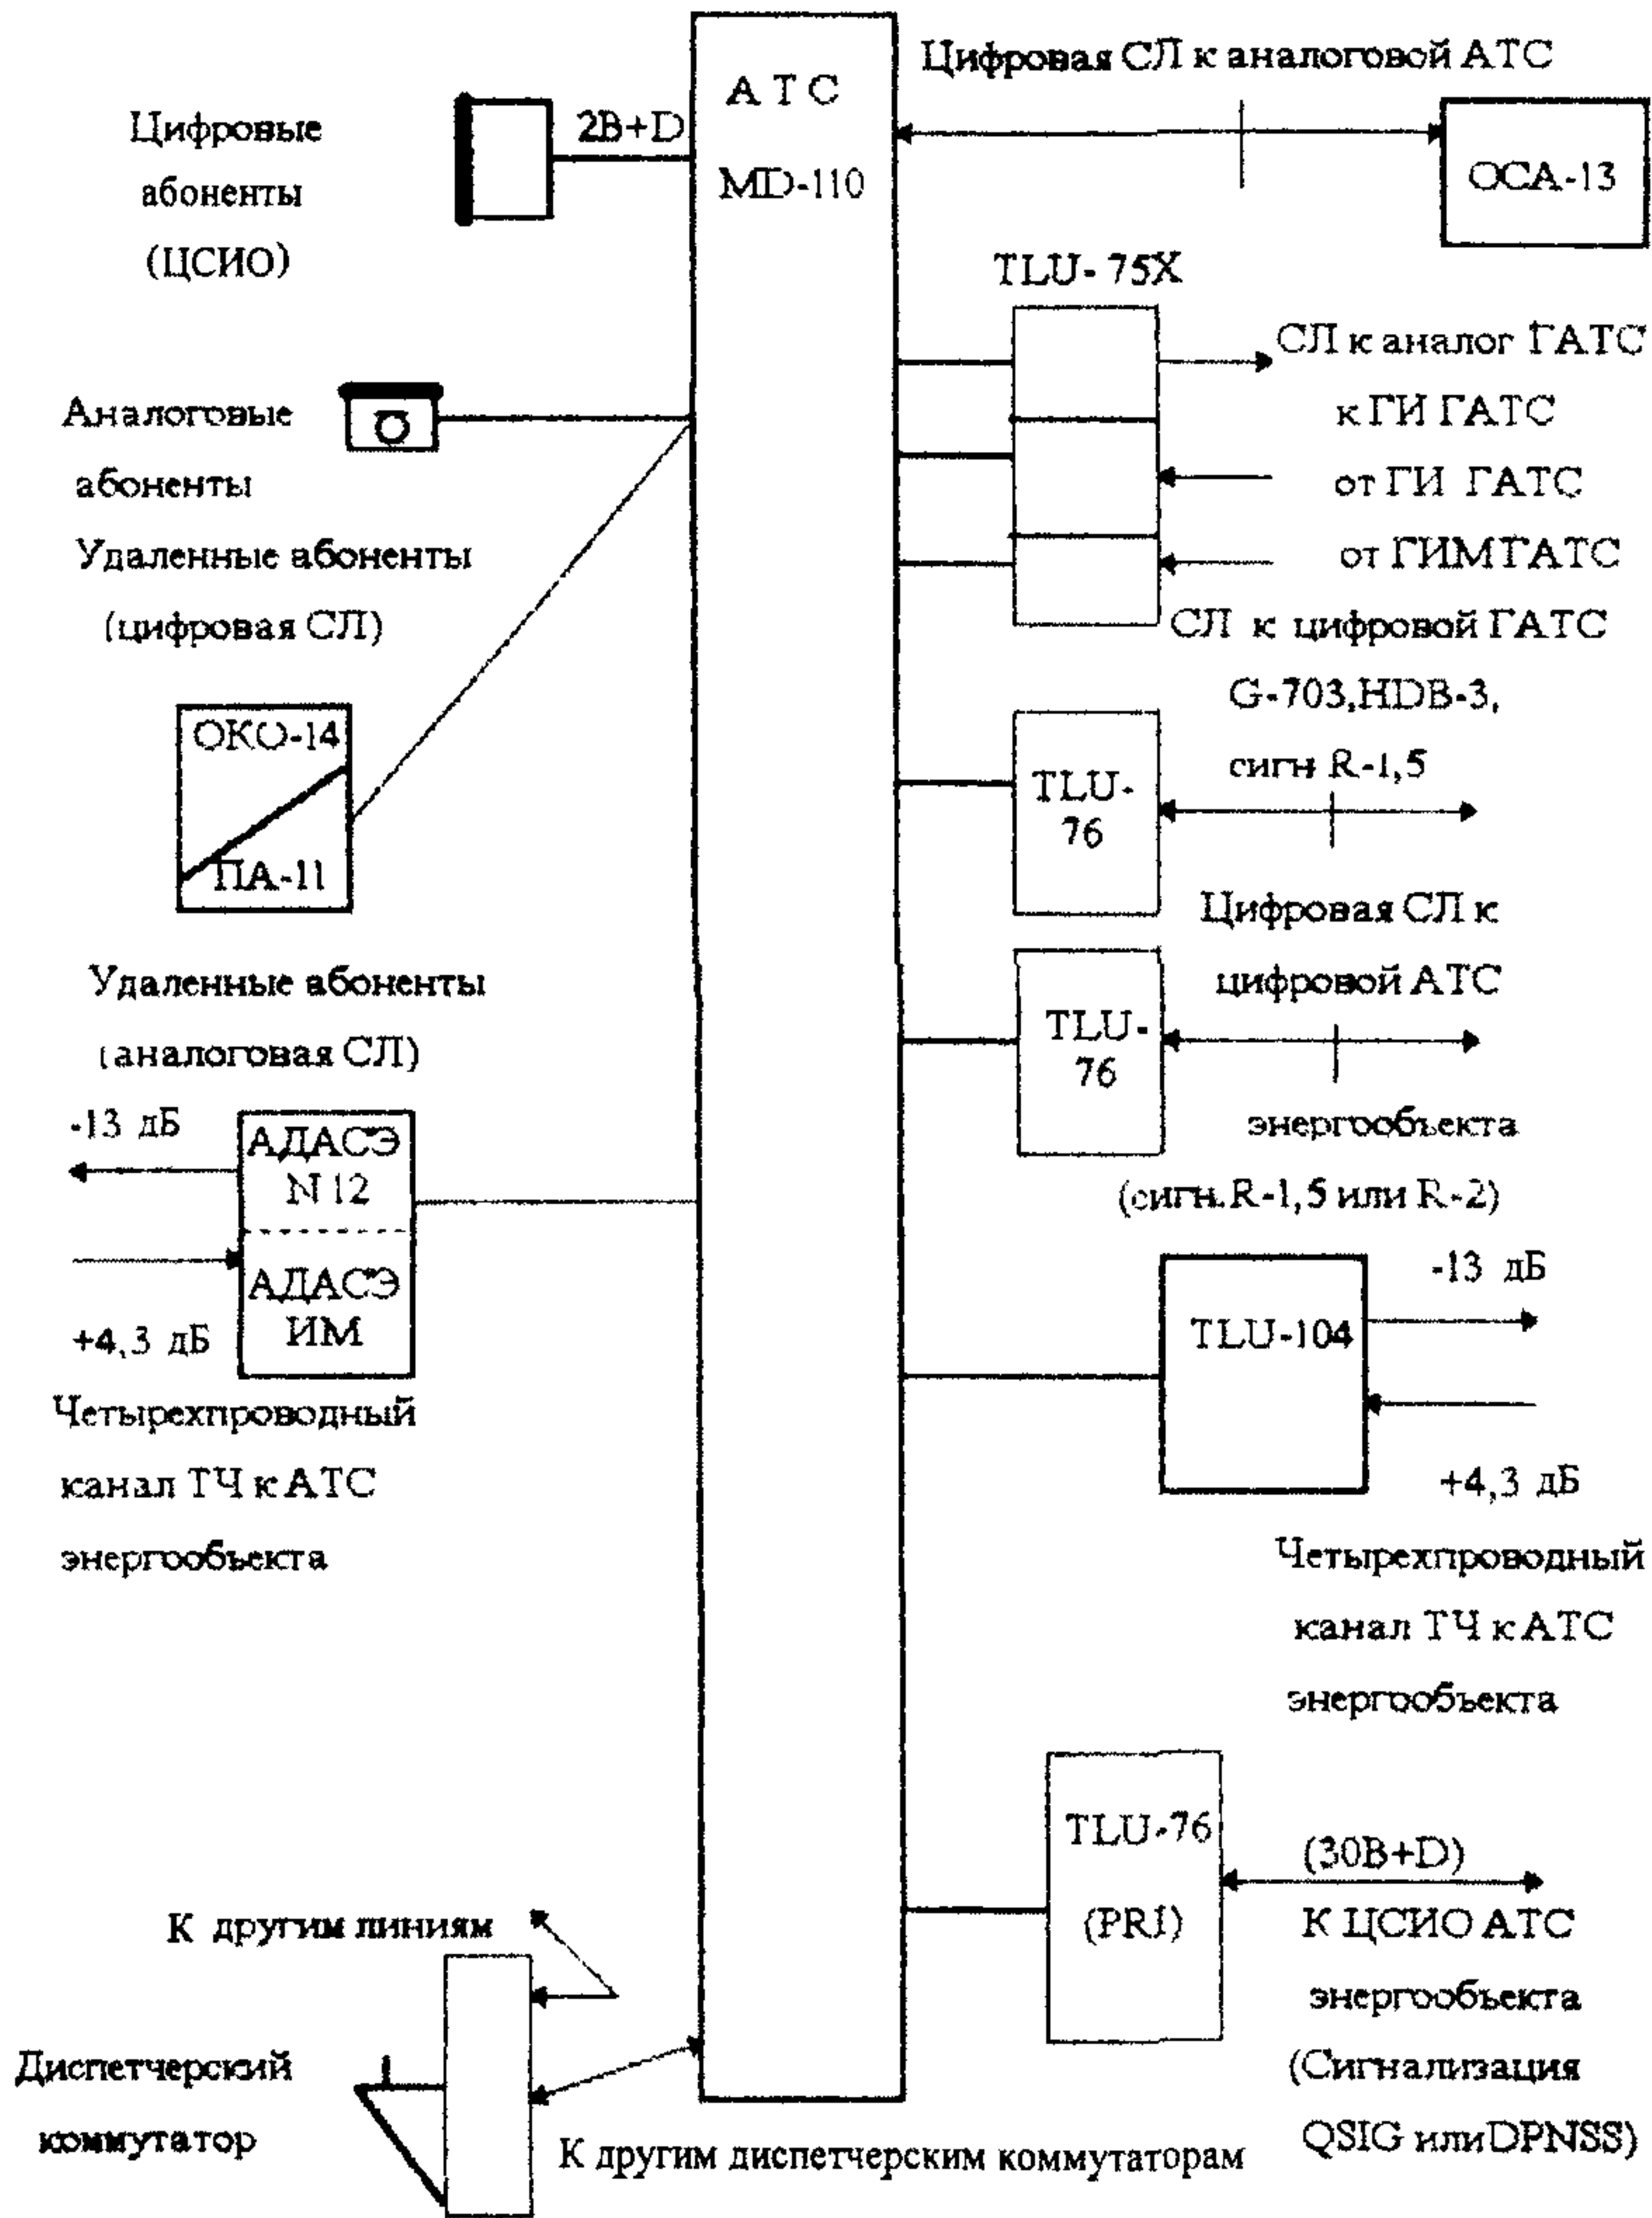 АТС
MD-110
Цифровые
абоненты
(ЦСИО)
2B+D
Аналоговые
абоненты
Удаленные абоненты
(цифровая СЛ)
ОКО-14
ПА-11
Удаленные абоненты
(аналоговая СЛ)
-13 дБ
АДАСЭ
N 12
АДАСЭ
ИМ
+4,3 дБ
Четырехпроводный
канал ТЧ к АТС
энергообъекта
К другим линиям
Диспетчерский
коммутатор
К другим диспетчерским коммутаторам
Цифровая СЛ к аналоговой АТС
ОСА-13
TLU- 75X
СЛ к аналог ГАТС
к ГИ ГАТС
от ГИ ГАТС
от ГИМ ГАТС
СЛ к цифровой ГАТС
G-703,HDB-3,
сигн R-1,5
TLU-
76
Цифровая СЛ к
цифровой АТС
TLU-
76
энергообъекта
(сигн.R-1,5 или R-2)
-13 дБ
TLU-104
+4,3 дБ
Четырехпроводный
канал ТЧ к АТС
энергообъекта
TLU-76
(PRI)
(30B+D)
К ЦСИО АТС
энергообъекта
(Сигнализация
QSIG или DPNSS)